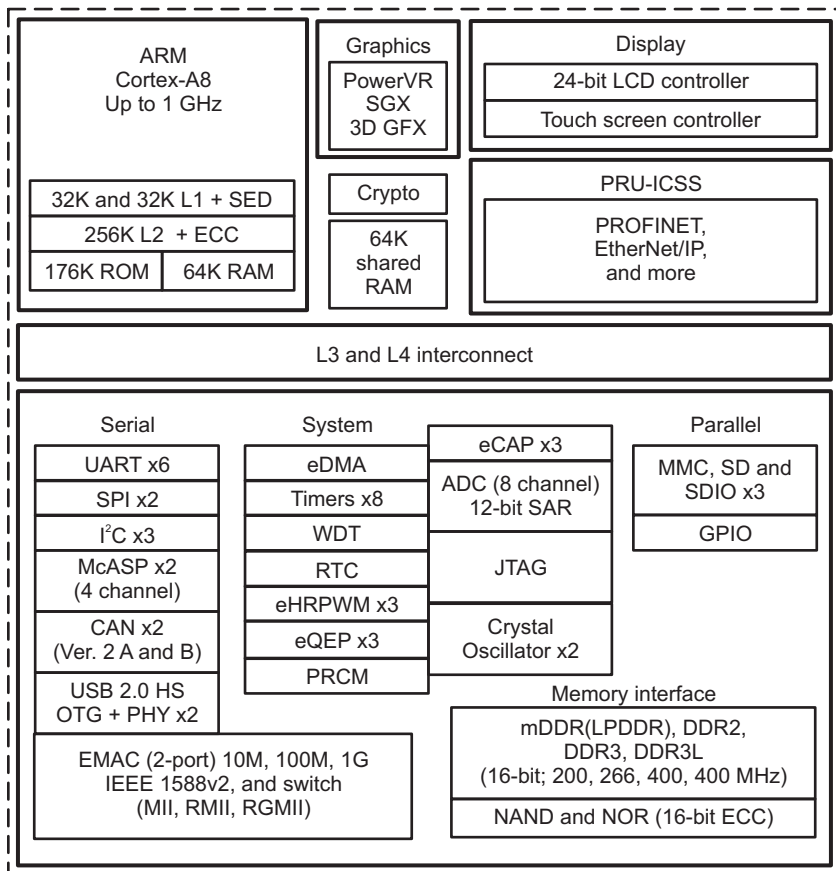 ARM
Cortex-A8
Up to 1 GHz
32K and 32K L1 + SED
256K L2 + ECC
176K ROM
64K RAM
Graphics
PowerVR
SGX
3D GFX
Crypto
64K
shared
RAM
Display
24-bit LCD controller
Touch screen controller
PRU-ICSS
PROFINET,
EtherNet/IP,
and more
L3 and L4 interconnect
Serial
UART x6
SPI x2
I²C x3
McASP x2
(4 channel)
CAN x2
(Ver. 2 A and B)
USB 2.0 HS
OTG + PHY x2
EMAC (2-port) 10M, 100M, 1G
IEEE 1588v2, and switch
(MII, RMII, RGMII)
System
eDMA
Timers x8
WDT
RTC
eHRPWM x3
eQEP x3
PRCM
eCAP x3
ADC (8 channel)
12-bit SAR
JTAG
Crystal
Oscillator x2
Parallel
MMC, SD and
SDIO x3
GPIO
Memory interface
mDDR(LPDDR), DDR2,
DDR3, DDR3L
(16-bit; 200, 266, 400, 400 MHz)
NAND and NOR (16-bit ECC)